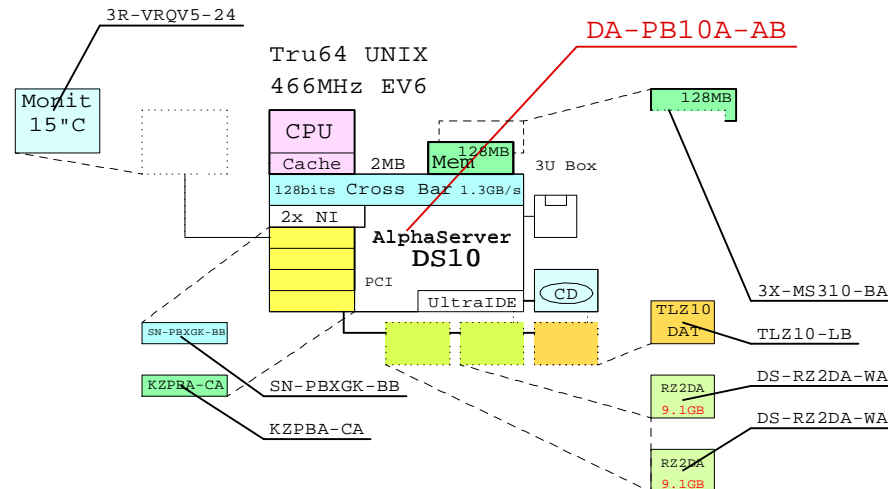 3R-VRQV5-24
DA-PB10A-AB
Tru64 UNIX
466MHz EV6
Monit
15"C
128MB
CPU
128MB
Cache
2MB
Mem
3U Box
128bits Cross Bar 1.3GB/s
2x NI
AlphaServer
DS10
PCI
UltraIDE
CD
3X-MS310-BA
TLZ10
DAT
TLZ10-LB
SN-PBXGK-BB
KZPBA-CA
SN-PBXGK-BB
KZPBA-CA
DS-RZ2DA-WA
RZ2DA
9.1GB
DS-RZ2DA-WA
RZ2DA
9.1GB